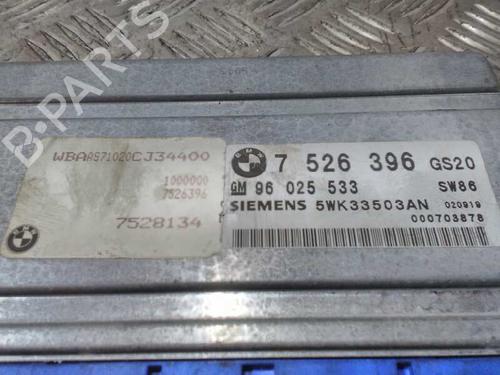 B-PARTS
WBAAS71020CJ34400
1000000
7526396
7528134
7 526 396 GS20
GM 96 025 533 SW86
SIEMENS 5WK33503AN 020919
000703878